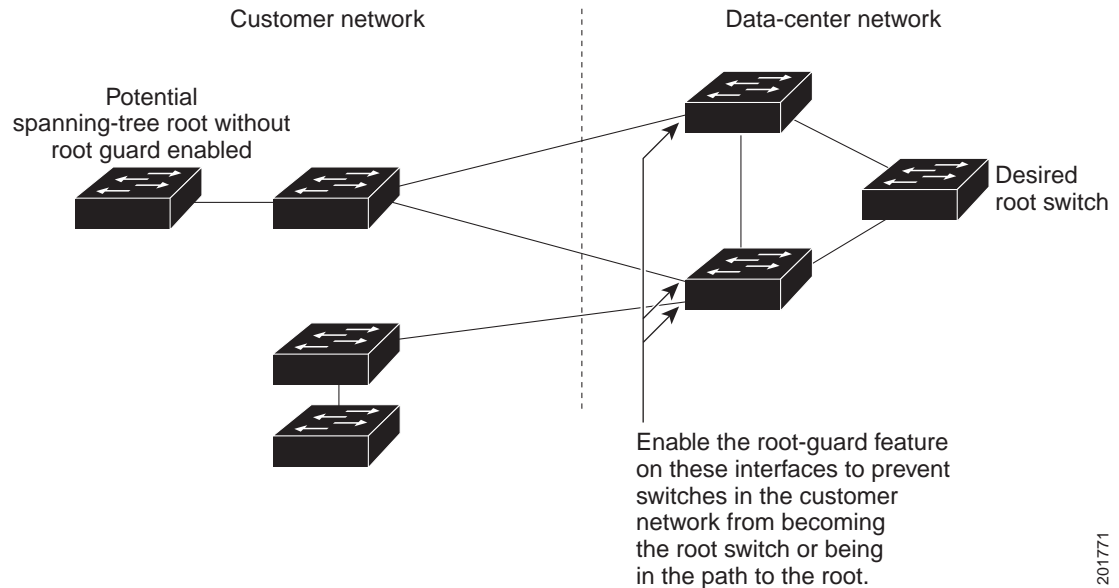 Customer network
Data-center network
Potential
spanning-tree root without
root guard enabled
Desired
root switch
Enable the root-guard feature
on these interfaces to prevent
switches in the customer
network from becoming
the root switch or being
in the path to the root.
201771